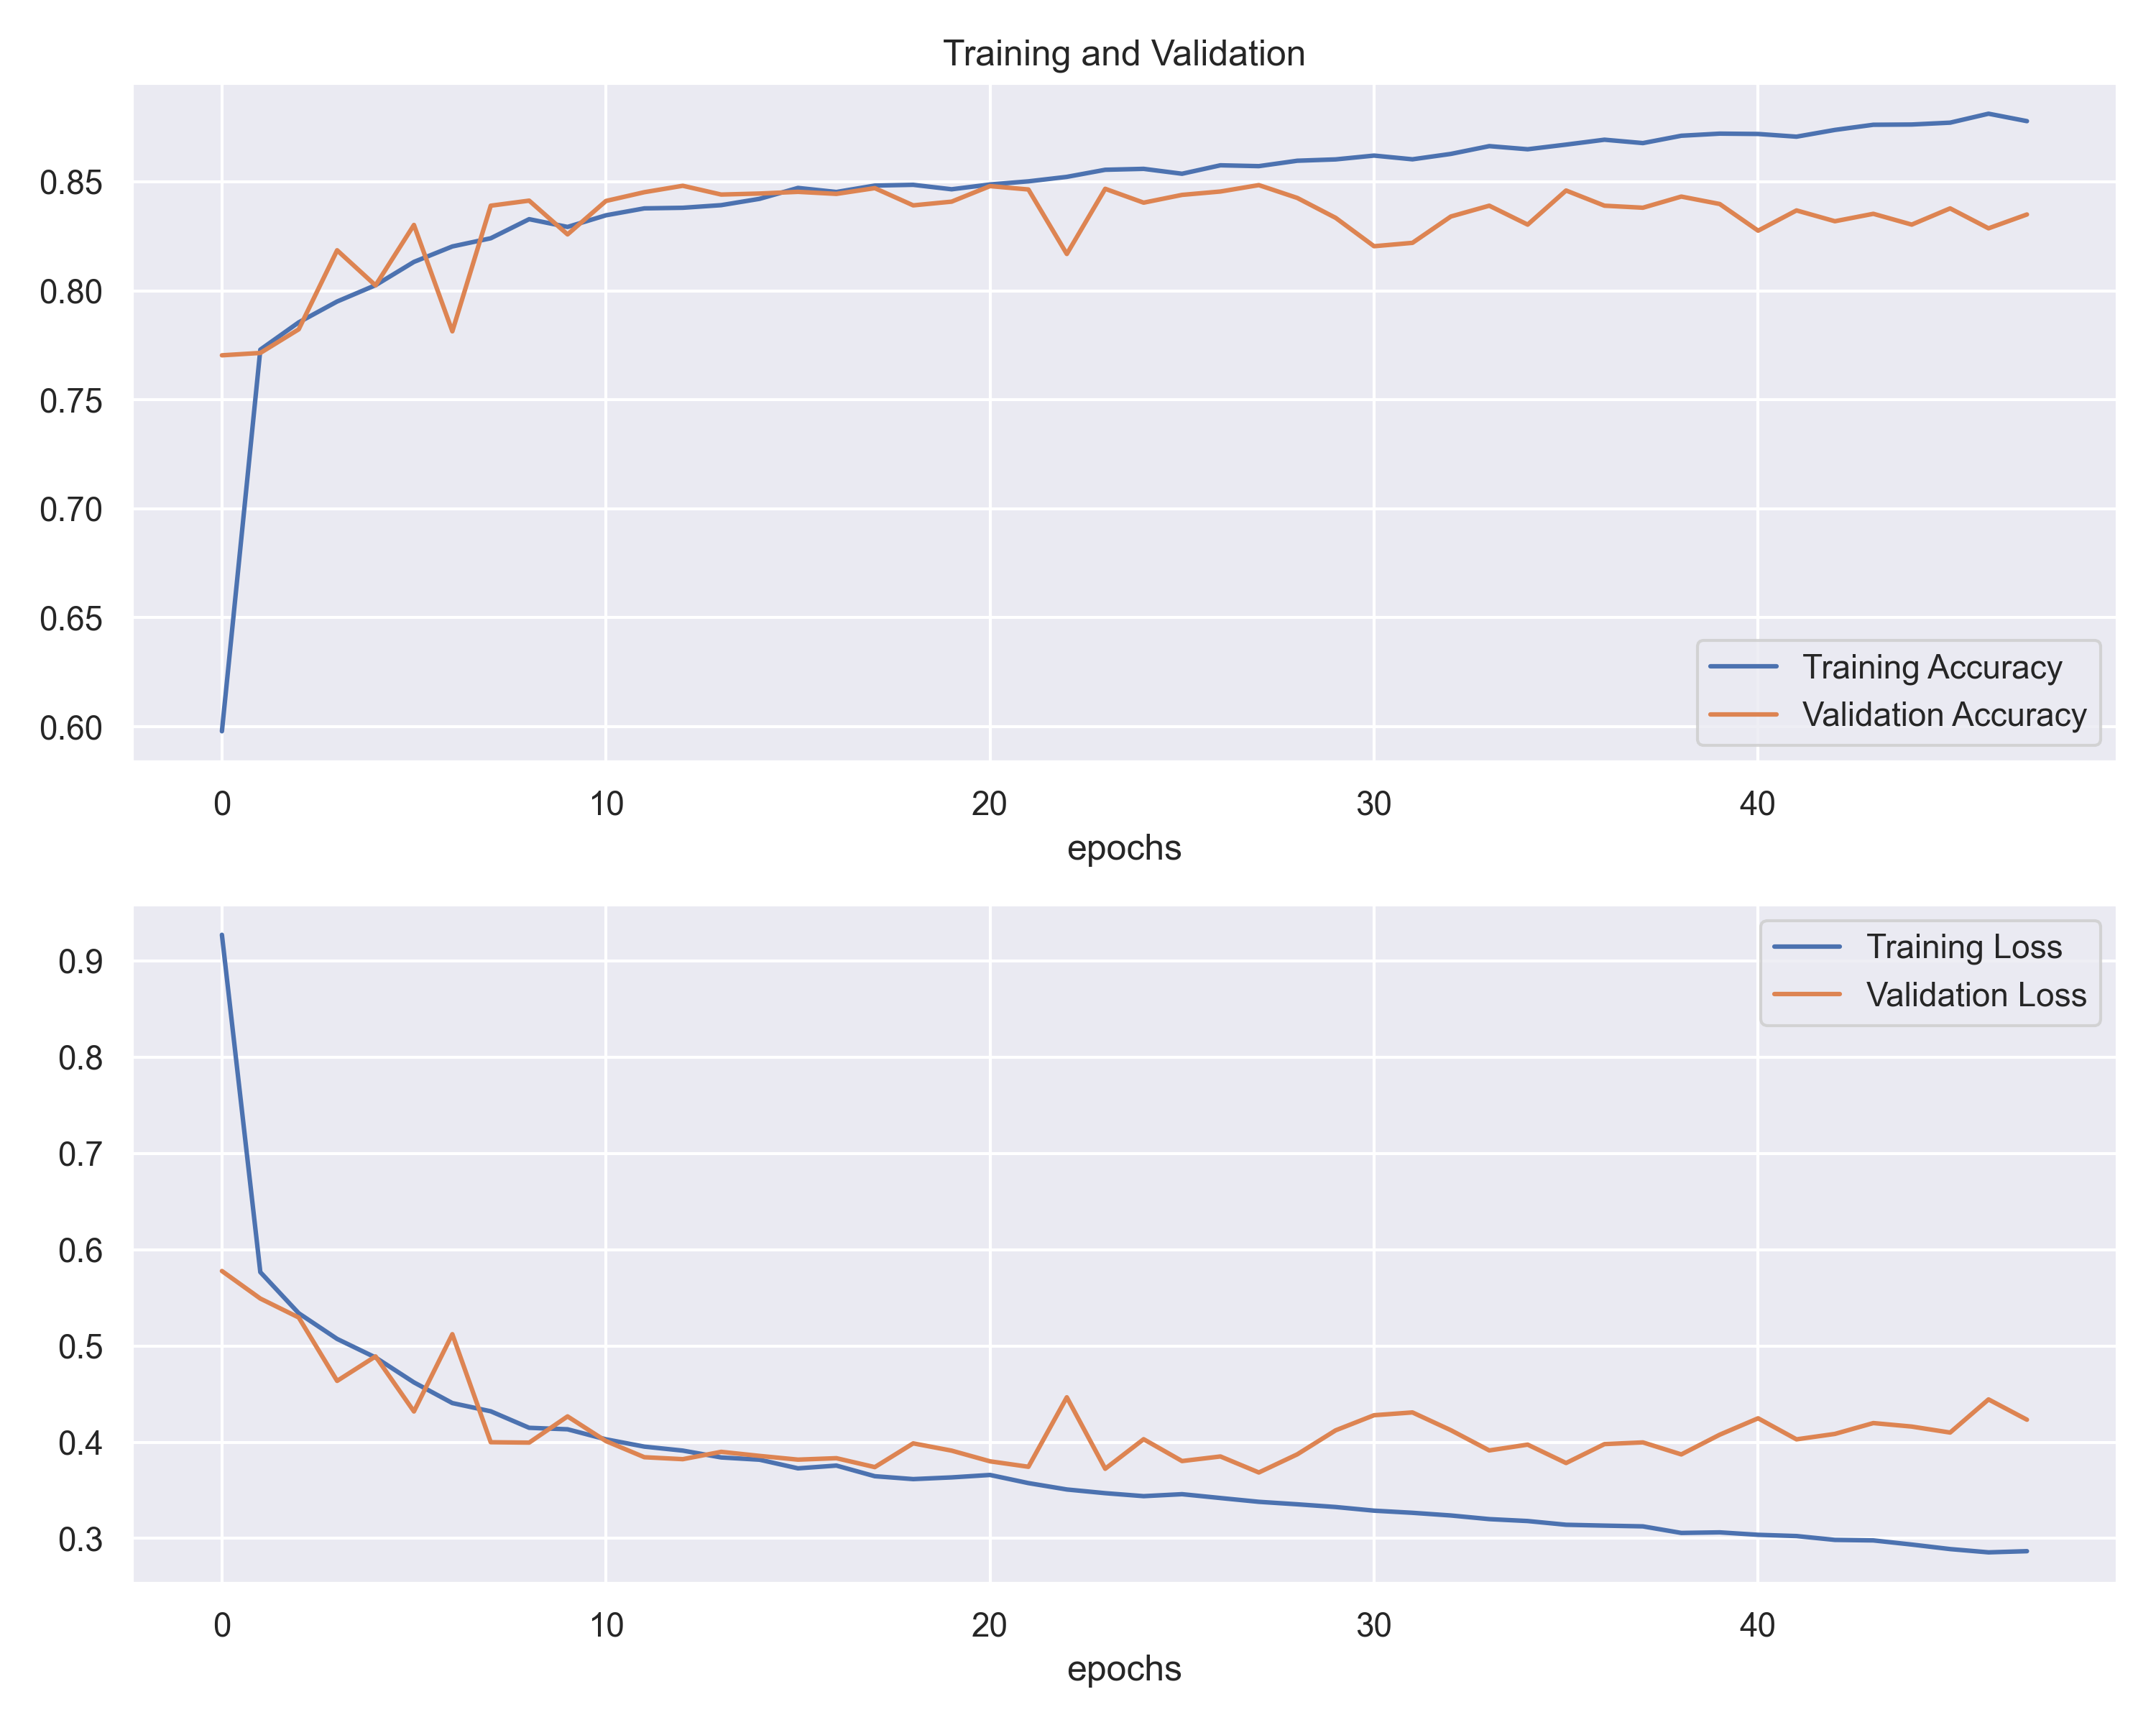 Training and Validation
0.85
0.80
0.75
0.70
0.65
0.60
Training Accuracy
Validation Accuracy
0 10 20 30 40
epochs
Training Loss
Validation Loss
0.9
0.8
0.7
0.6
0.5
0.4
0.3
0 10 20 30 40
epochs